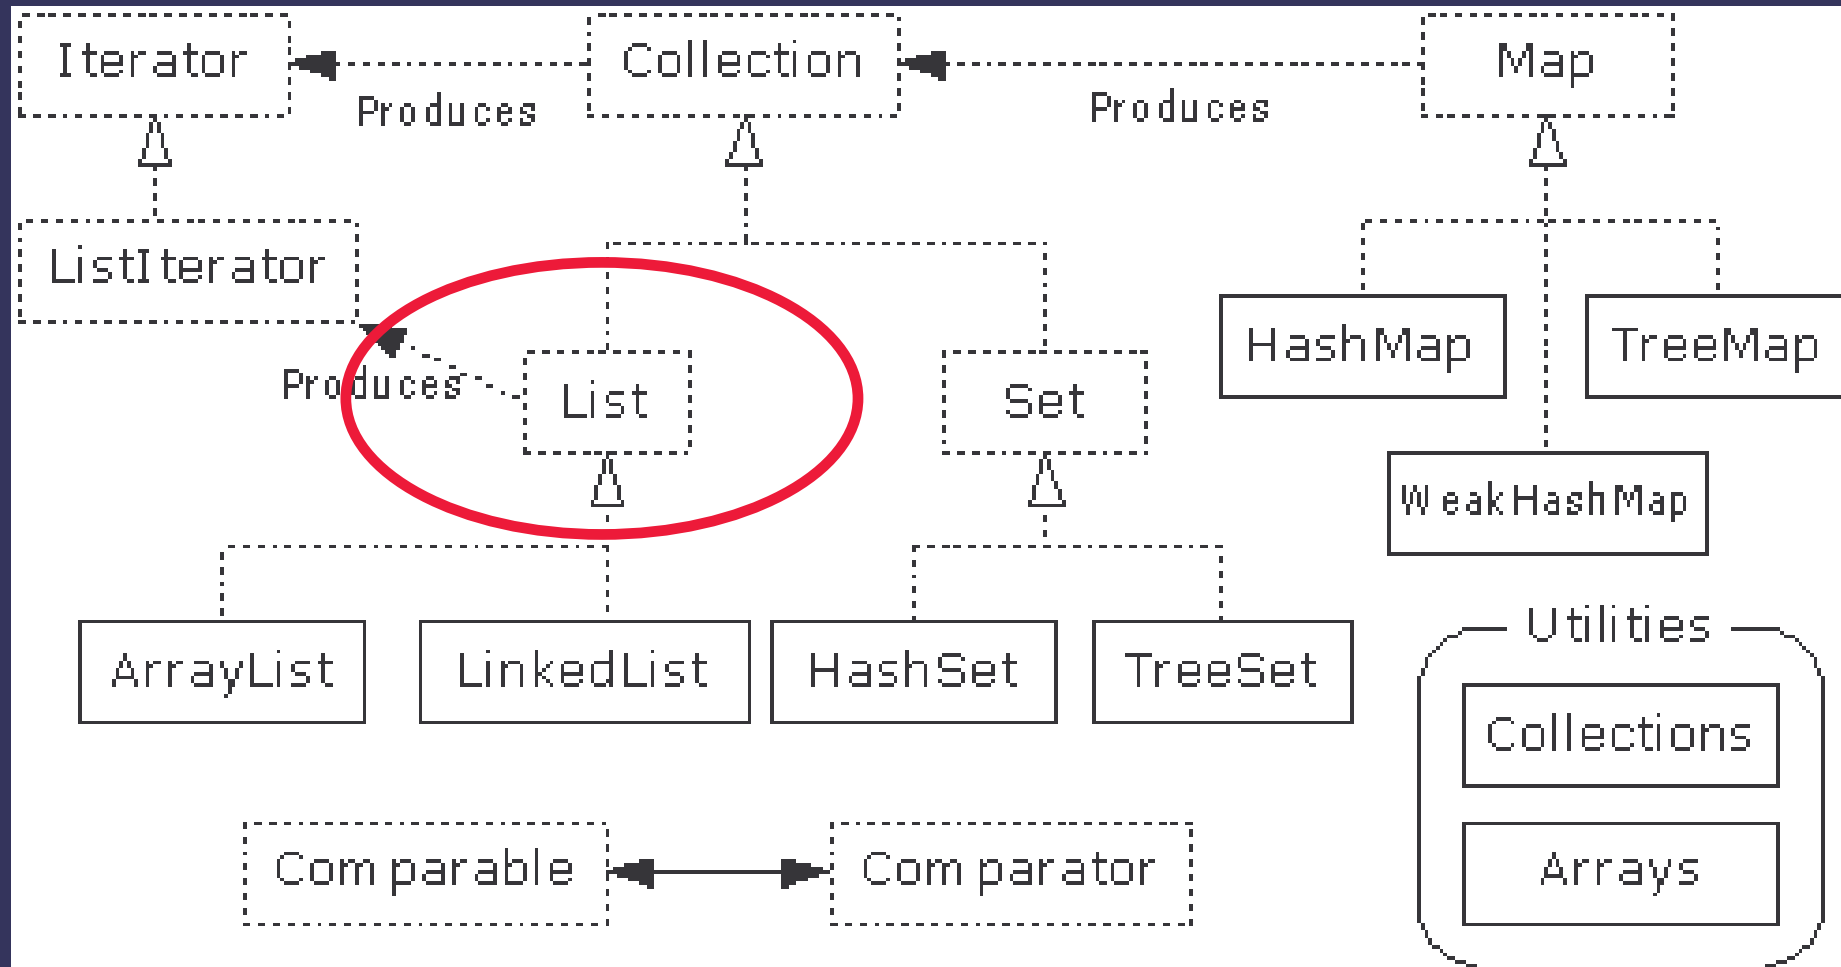 Iterator
Collection
Map
Produces
Produces
ListIterator
Produces
List
Set
HashMap
TreeMap
WeakHashMap
ArrayList
LinkedList
HashSet
TreeSet
Utilities
Collections
Arrays
Comparable
Comparator